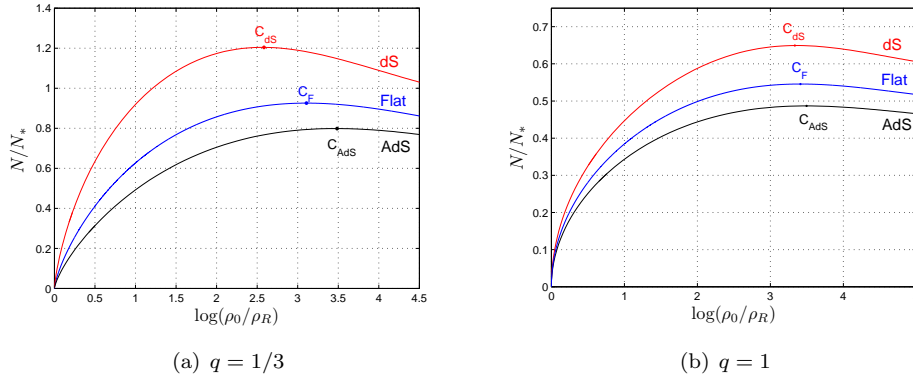 1.4
1.2
1
0.8
0.6
0.4
0.2
0
N/N*
C_dS
dS
C_F
Flat
C_AdS
AdS
0 0.5 1 1.5 2 2.5 3 3.5 4 4.5
log(ρ0/ρR)
(a) q = 1/3
0.7
0.6
0.5
0.4
0.3
0.2
0.1
0
N/N*
C_dS
dS
C_F
Flat
C_AdS
AdS
0 1 2 3 4
log(ρ0/ρR)
(b) q = 1